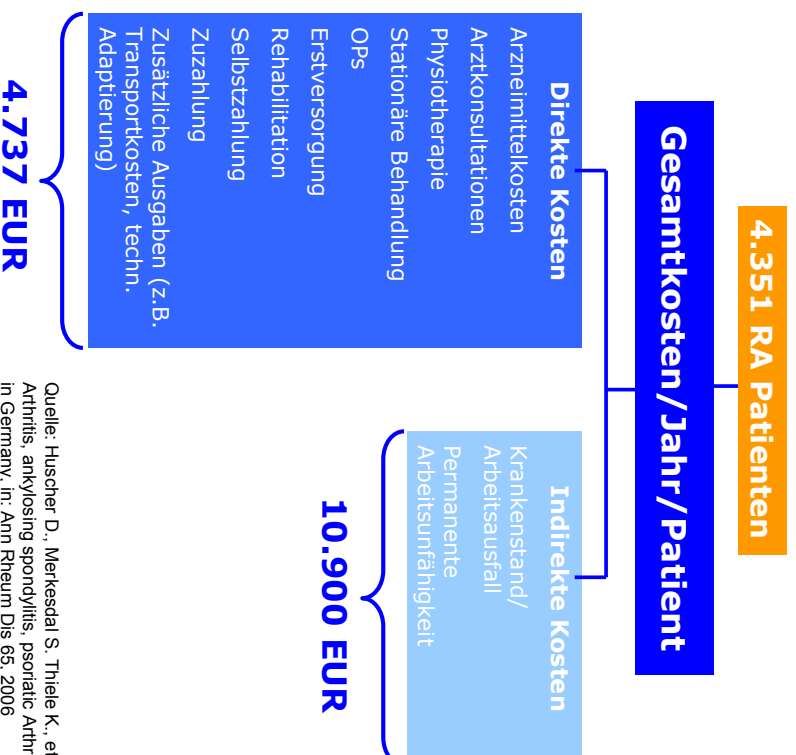 4.351 RA Patienten
Gesamtkosten/Jahr/Patient
Direkte Kosten
Arzneimittelkosten
Arztkonsultationen
Physiotherapie
Stationäre Behandlung
OPs
Erstversorgung
Rehabilitation
Selbstzahlung
Zuzahlung
Zusätzliche Ausgaben (z.B.
Transportkosten, techn.
Adaptierung)
4.737 EUR
Indirekte Kosten
Krankenstand/
Arbeitsausfall
Permanente
Arbeitsunfähigkeit
10.900 EUR
Quelle: Huscher D., Merkesdal S. Thiele K., et
Arthritis, ankylosing spondylitis, psoriatic Arthr
in Germany, in: Ann Rheum Dis 65, 2006